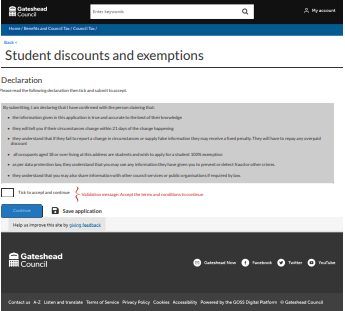 Gateshead
Council
Enter keywords
My account
Home / Benefits and Council Tax / Council Tax /
Back <
Student discounts and exemptions
Declaration
Please read the following declaration then tick and submit to accept.
By submitting, I am declaring that I have confirmed with the person claiming that:
• the information given in this application is true and accurate to the best of their knowledge
• they will tell you if their circumstances change within 21 days of the change happening
• they understand that if they fail to report a change in circumstances or supply false information they may receive a fixed penalty. They will have to repay any overpaid
discount
• all occupants aged 18 or over living at this address are students and wish to apply for a student 100% exemption
• as per data protection law, they understand that you may use any information they have given you to prevent or detect fraud or other crimes.
• they understand that you may also share information with other council services or public organisations if required by law.
Tick to accept and continue
Validation message: Accept the terms and conditions to continue
Continue
Save application
Help us improve this site by giving feedback
Gateshead
Council
Gateshead Now
Facebook
Twitter
YouTube
Contact us A-Z Listen and translate Terms of Service Privacy Policy Cookies Accessibility Powered by the GOSS Digital Platform © Gateshead Council